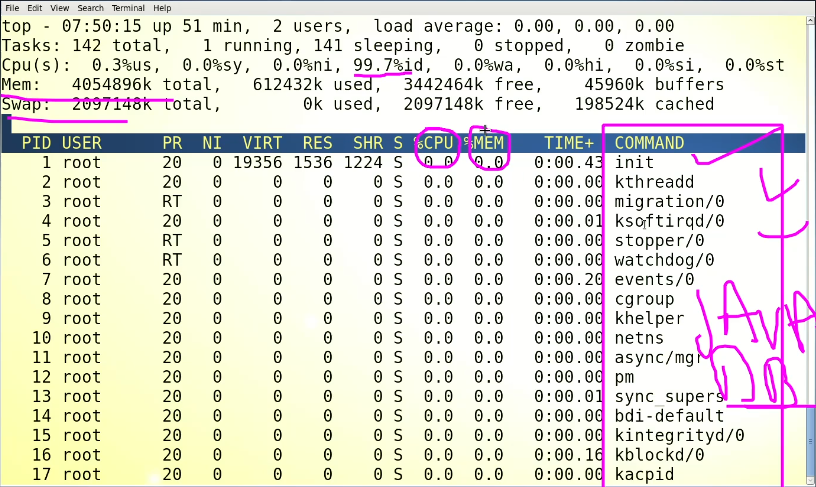 File Edit View Search Terminal Help
top - 07:50:15 up 51 min, 2 users, load average: 0.00, 0.00, 0.00
Tasks: 142 total, 1 running, 141 sleeping, 0 stopped, 0 zombie
Cpu(s): 0.3%us, 0.0%sy, 0.0%ni, 99.7%id, 0.0%wa, 0.0%hi, 0.0%si, 0.0%st
Mem: 4054896k total, 612432k used, 3442464k free, 45960k buffers
Swap: 2097148k total, 0k used, 2097148k free, 198524k cached
PID USER PR NI VIRT RES SHR S %CPU %MEM TIME+ COMMAND
1 root 20 0 19356 1536 1224 S 0.0 0.0 0:00.43 init
2 root 20 0 0 0 0 S 0.0 0.0 0:00.00 kthreadd
3 root RT 0 0 0 0 S 0.0 0.0 0:00.00 migration/0
4 root 20 0 0 0 0 S 0.0 0.0 0:00.01 ksoftirqd/0
5 root RT 0 0 0 0 S 0.0 0.0 0:00.00 stopper/0
6 root RT 0 0 0 0 S 0.0 0.0 0:00.00 watchdog/0
7 root 20 0 0 0 0 S 0.0 0.0 0:00.20 events/0
8 root 20 0 0 0 0 S 0.0 0.0 0:00.00 cgroup
9 root 20 0 0 0 0 S 0.0 0.0 0:00.00 khelper
10 root 20 0 0 0 0 S 0.0 0.0 0:00.00 netns
11 root 20 0 0 0 0 S 0.0 0.0 0:00.00 async/mgr
12 root 20 0 0 0 0 S 0.0 0.0 0:00.00 pm
13 root 20 0 0 0 0 S 0.0 0.0 0:00.01 sync_supers
14 root 20 0 0 0 0 S 0.0 0.0 0:00.00 bdi-default
15 root 20 0 0 0 0 S 0.0 0.0 0:00.00 kintegrityd/0
16 root 20 0 0 0 0 S 0.0 0.0 0:00.16 kblockd/0
17 root 20 0 0 0 0 S 0.0 0.0 0:00.00 kacpid